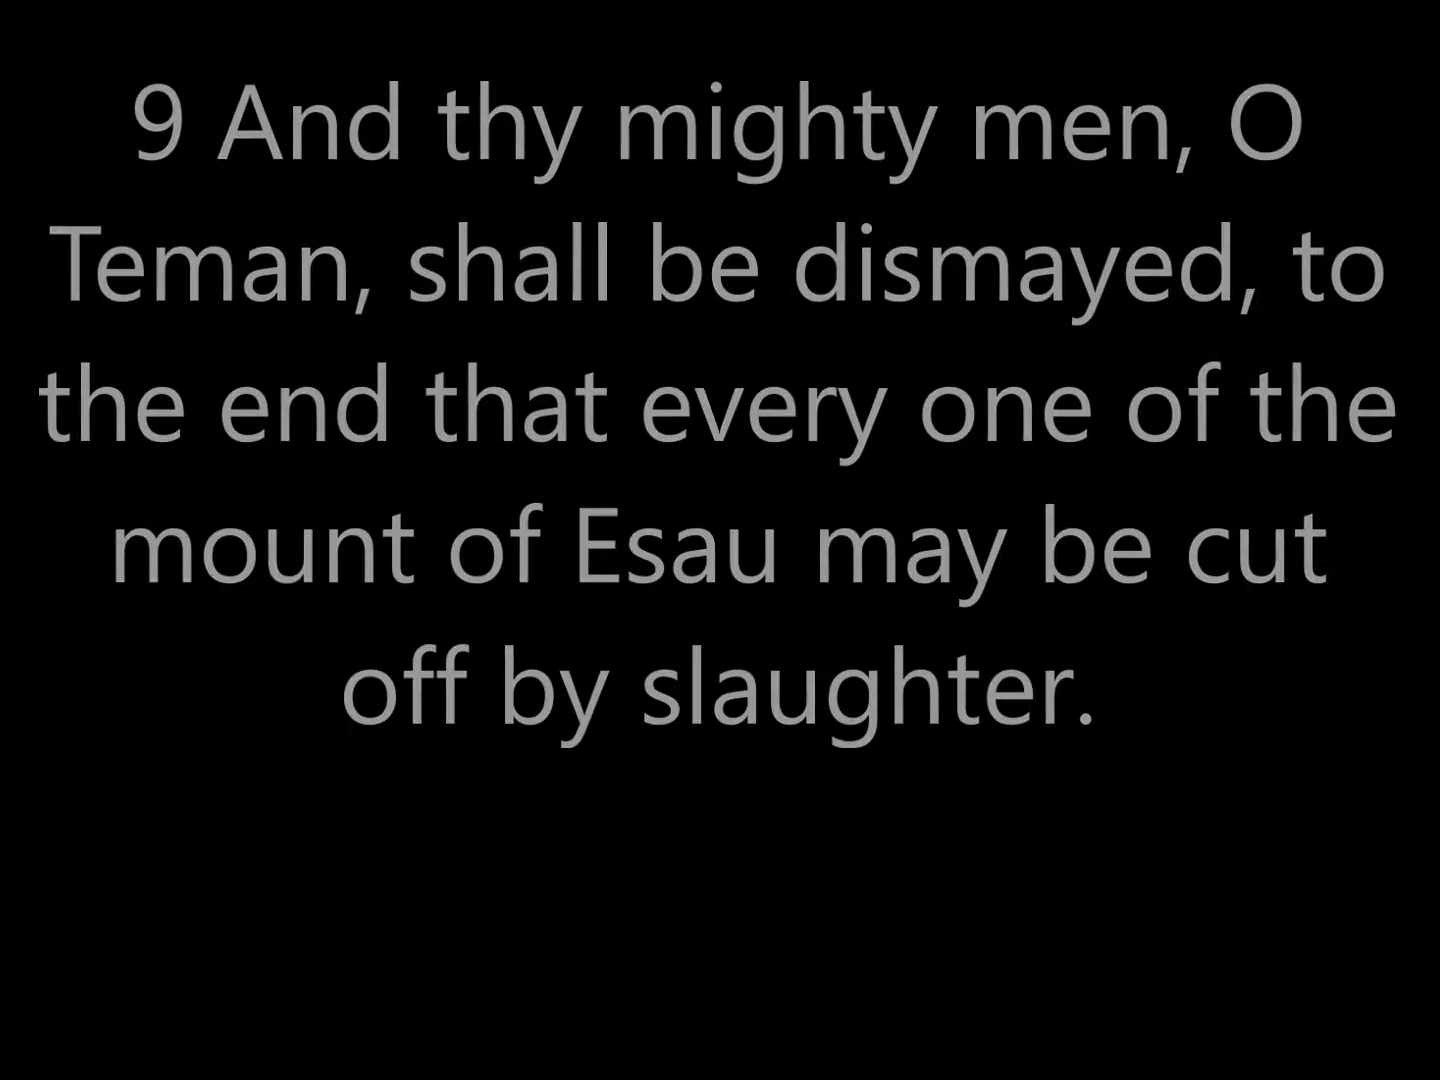 9 And thy mighty men, O
Teman, shall be dismayed, to
the end that every one of the
mount of Esau may be cut
off by slaughter.